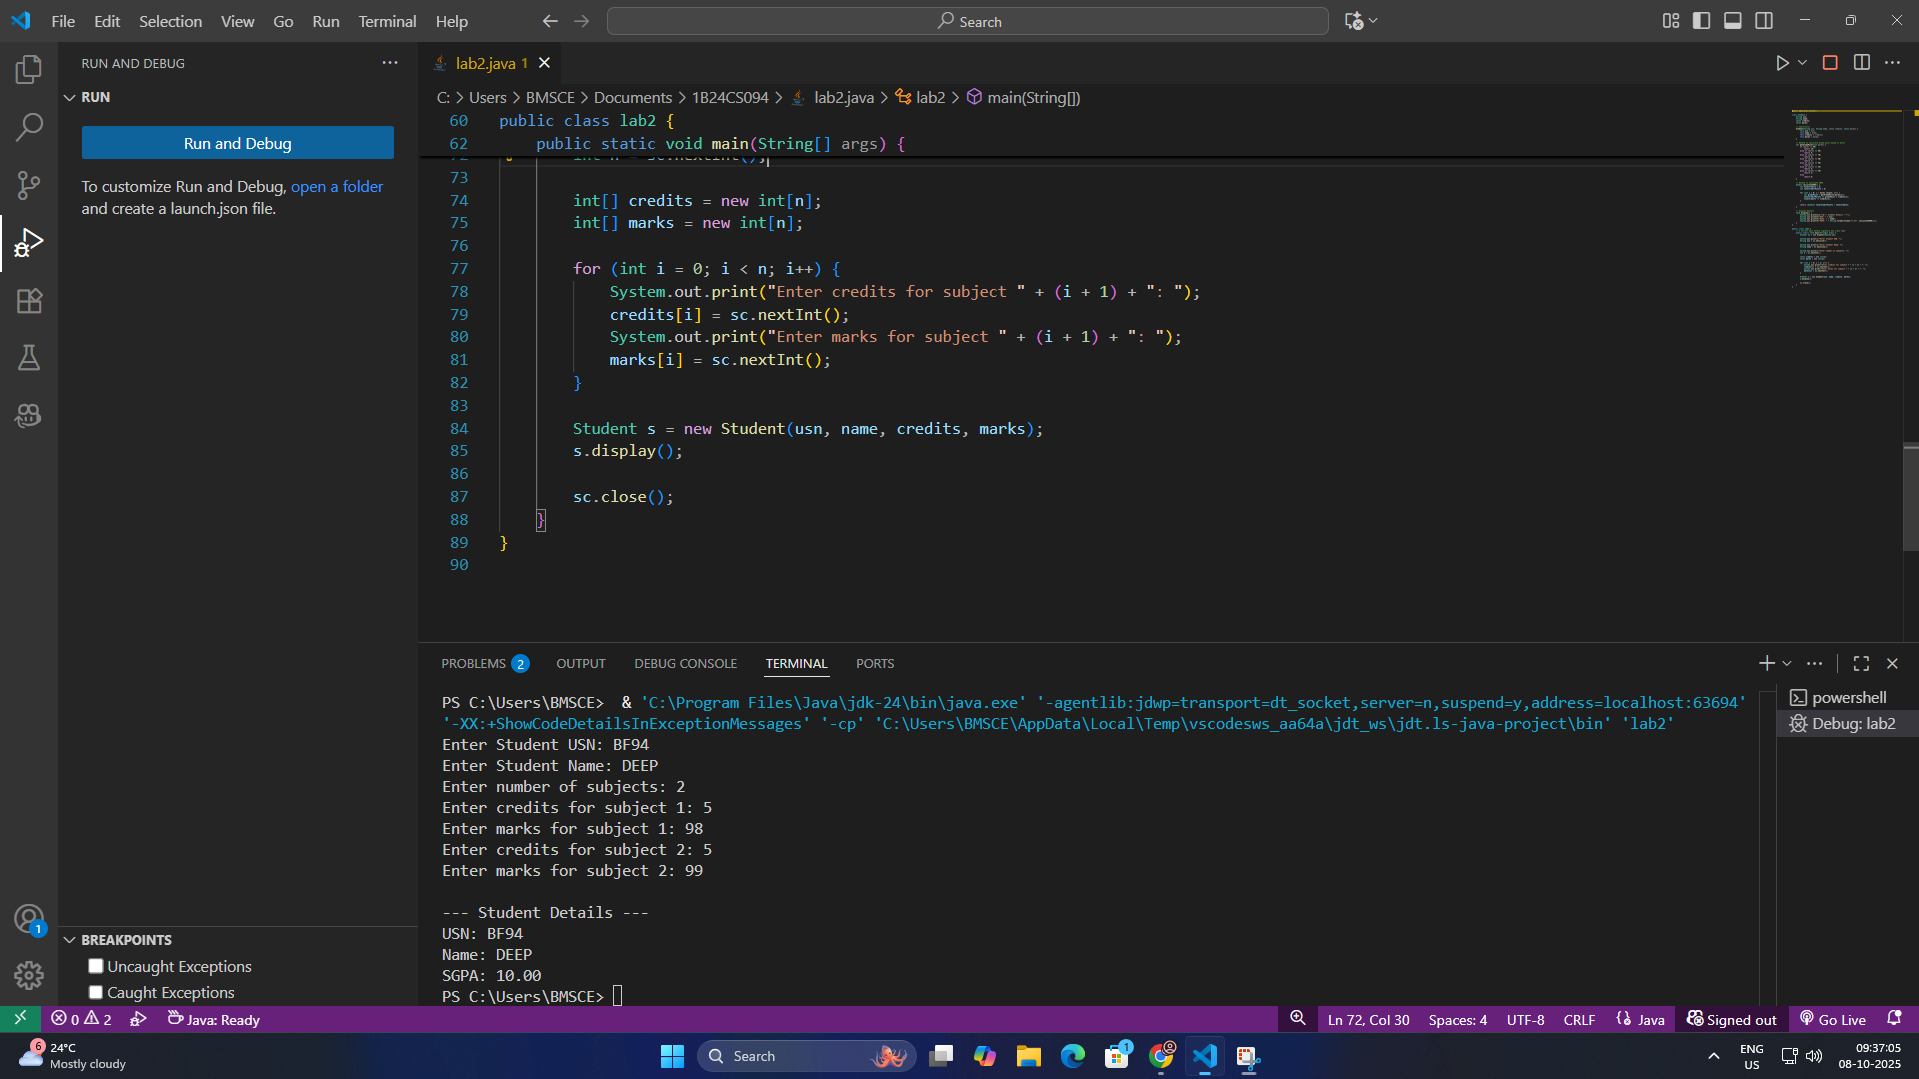 File Edit Selection View Go Run Terminal Help
Search
RUN AND DEBUG
RUN
Run and Debug
To customize Run and Debug, open a folder
and create a launch.json file.
BREAKPOINTS
Uncaught Exceptions
Caught Exceptions
lab2.java 1
C: > Users > BMSCE > Documents > 1B24CS094 > lab2.java > lab2 > main(String[])
60 public class lab2 {
62 public static void main(String[] args) {
72 int n = sc.nextInt();
73
74 int[] credits = new int[n];
75 int[] marks = new int[n];
76
77 for (int i = 0; i < n; i++) {
78 System.out.print("Enter credits for subject " + (i + 1) + ": ");
79 credits[i] = sc.nextInt();
80 System.out.print("Enter marks for subject " + (i + 1) + ": ");
81 marks[i] = sc.nextInt();
82 }
83
84 Student s = new Student(usn, name, credits, marks);
85 s.display();
86
87 sc.close();
88 }
89 }
90
PROBLEMS 2 OUTPUT DEBUG CONSOLE TERMINAL PORTS
PS C:\Users\BMSCE>  & 'C:\Program Files\Java\jdk-24\bin\java.exe' '-agentlib:jdwp=transport=dt_socket,server=n,suspend=y,address=localhost:63694'
'-XX:+ShowCodeDetailsInExceptionMessages' '-cp' 'C:\Users\BMSCE\AppData\Local\Temp\vscodesws_aa64a\jdt_ws\jdt.ls-java-project\bin' 'lab2'
Enter Student USN: BF94
Enter Student Name: DEEP
Enter number of subjects: 2
Enter credits for subject 1: 5
Enter marks for subject 1: 98
Enter credits for subject 2: 5
Enter marks for subject 2: 99

--- Student Details ---
USN: BF94
Name: DEEP
SGPA: 10.00
PS C:\Users\BMSCE>
powershell
Debug: lab2
1
0 2 Java: Ready
Ln 72, Col 30 Spaces: 4 UTF-8 CRLF Java Signed out Go Live
6
24°C
Mostly cloudy
Search
1
ENG
US
09:37:05
08-10-2025